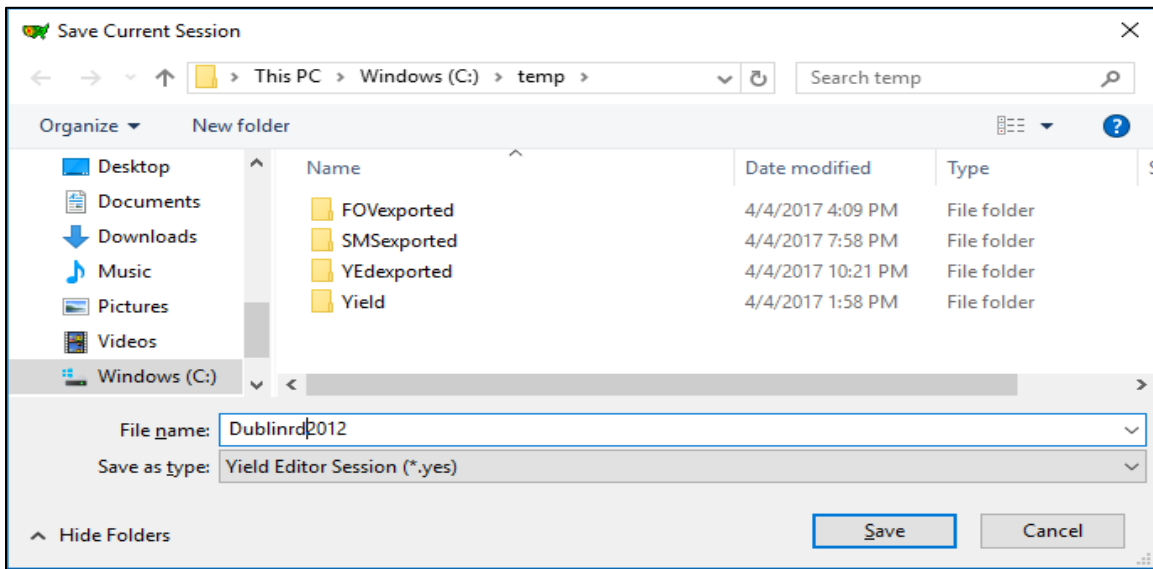 Save Current Session
This PC > Windows (C:) > temp >
Search temp
Organize
New folder
Desktop
Documents
Downloads
Music
Pictures
Videos
Windows (C:)
Name Date modified Type S
FOVexported 4/4/2017 4:09 PM File folder
SMSexported 4/4/2017 7:58 PM File folder
YEdexported 4/4/2017 10:21 PM File folder
Yield 4/4/2017 1:58 PM File folder
File name: Dublinrd2012
Save as type: Yield Editor Session (*.yes)
Hide Folders
Save
Cancel